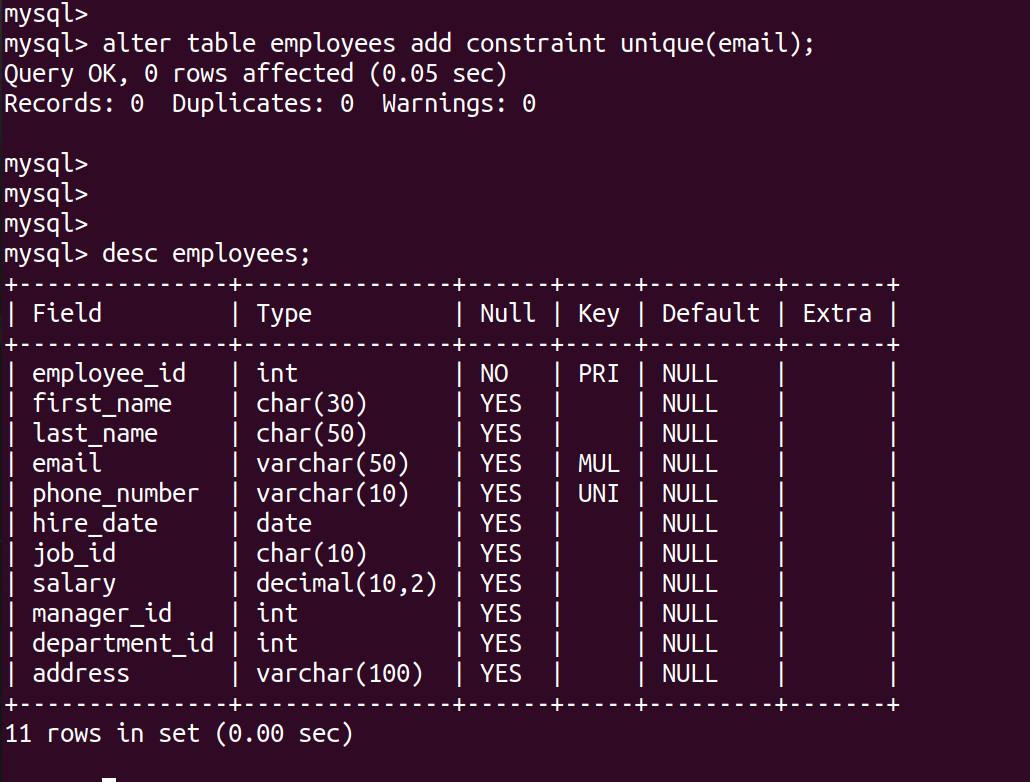 mysql>
mysql> alter table employees add constraint unique(email);
Query OK, 0 rows affected (0.05 sec)
Records: 0  Duplicates: 0  Warnings: 0

mysql>
mysql>
mysql>
mysql> desc employees;
+---------------+---------------+------+-----+---------+-------+
| Field         | Type          | Null | Key | Default | Extra |
+---------------+---------------+------+-----+---------+-------+
| employee_id   | int           | NO   | PRI | NULL    |       |
| first_name    | char(30)      | YES  |     | NULL    |       |
| last_name     | char(50)      | YES  |     | NULL    |       |
| email         | varchar(50)   | YES  | MUL | NULL    |       |
| phone_number  | varchar(10)   | YES  | UNI | NULL    |       |
| hire_date     | date          | YES  |     | NULL    |       |
| job_id        | char(10)      | YES  |     | NULL    |       |
| salary        | decimal(10,2) | YES  |     | NULL    |       |
| manager_id    | int           | YES  |     | NULL    |       |
| department_id | int           | YES  |     | NULL    |       |
| address       | varchar(100)  | YES  |     | NULL    |       |
+---------------+---------------+------+-----+---------+-------+
11 rows in set (0.00 sec)